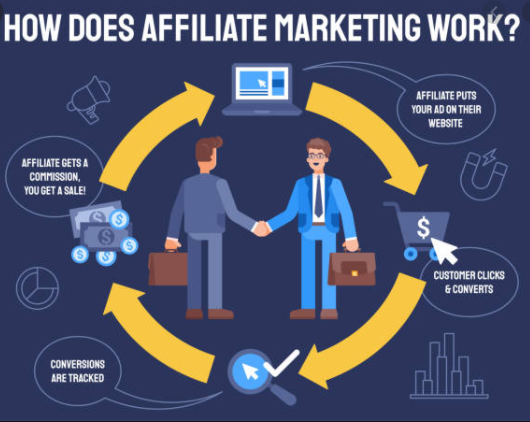 HOW DOES AFFILIATE MARKETING WORK?
AFFILIATE PUTS
YOUR AD ON THEIR
WEBSITE
$
CUSTOMER CLICKS
& CONVERTS
CONVERSIONS
ARE TRACKED
AFFILIATE GETS A
COMMISSION,
YOU GET A SALE!
$
$
$
$
$
$